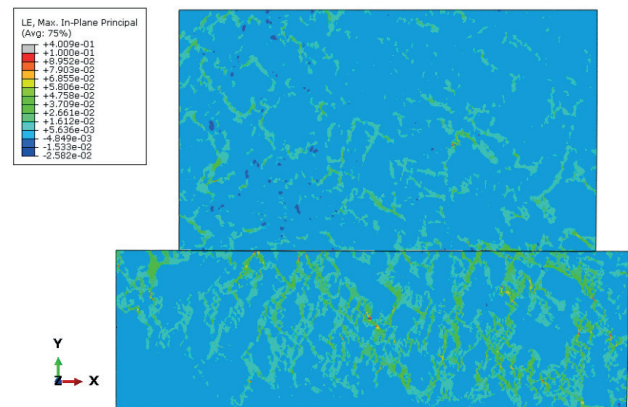 LE, Max. In-Plane Principal
(Avg: 75%)
+4.009e-01
+1.000e-01
+8.952e-02
+7.903e-02
+6.855e-02
+5.806e-02
+4.758e-02
+3.709e-02
+2.661e-02
+1.612e-02
+5.636e-03
-4.849e-03
-1.533e-02
-2.582e-02
Y
Z X